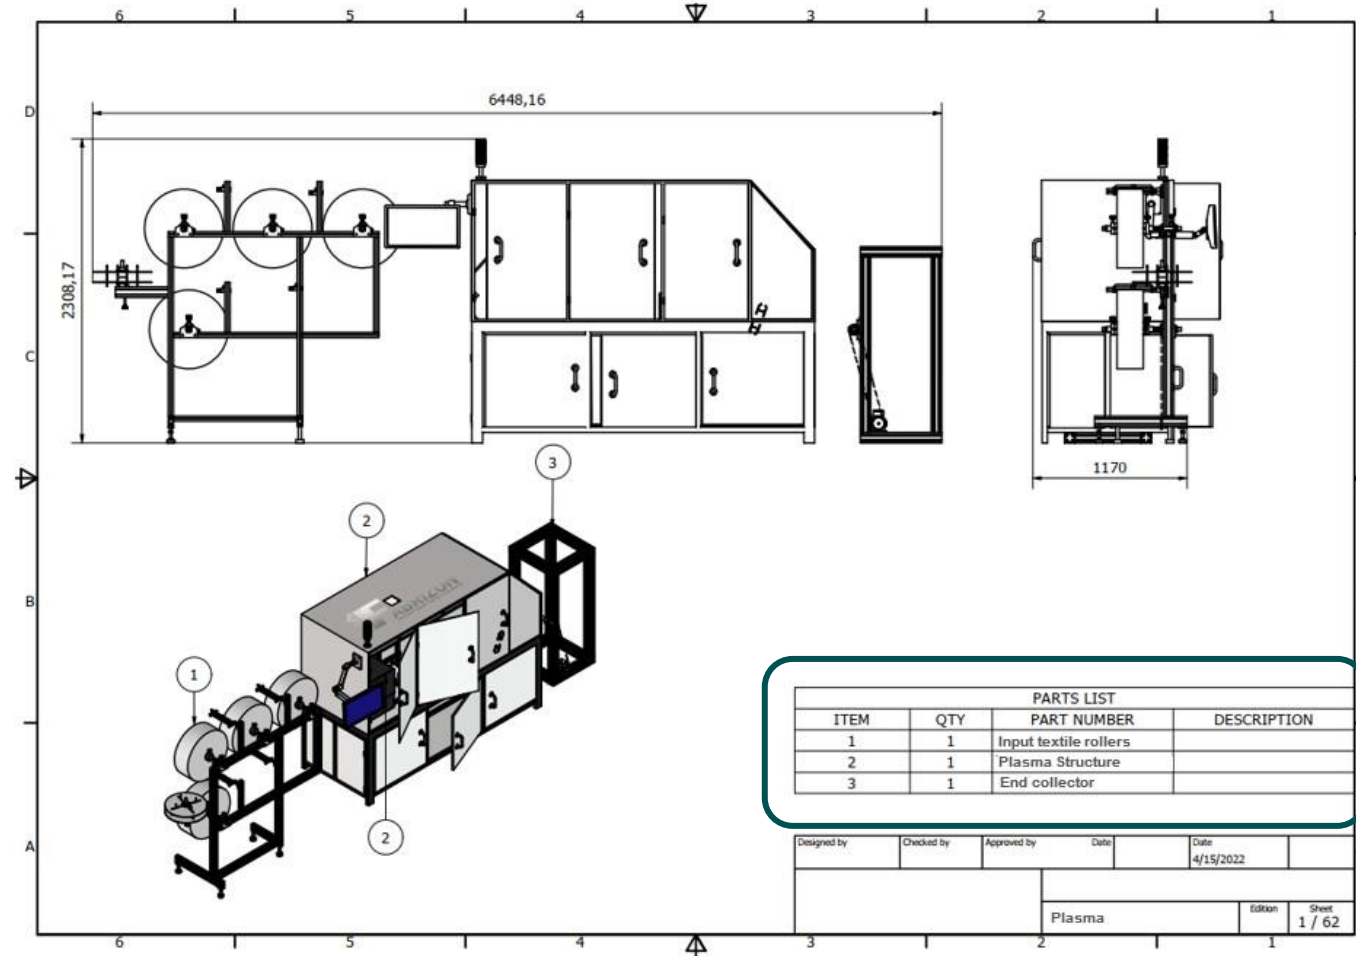 6 5 4 3 2 1
D
6448,16
2308,17
C
1170
3
2
B
1
2
A
PARTS LIST
ITEM QTY PART NUMBER DESCRIPTION
1 1 Input textile rollers
2 1 Plasma Structure
3 1 End collector
Designed by Checked by Approved by Date Date
4/15/2022
Plasma
Edition Sheet
1 / 62
6 5 4 3 2 1